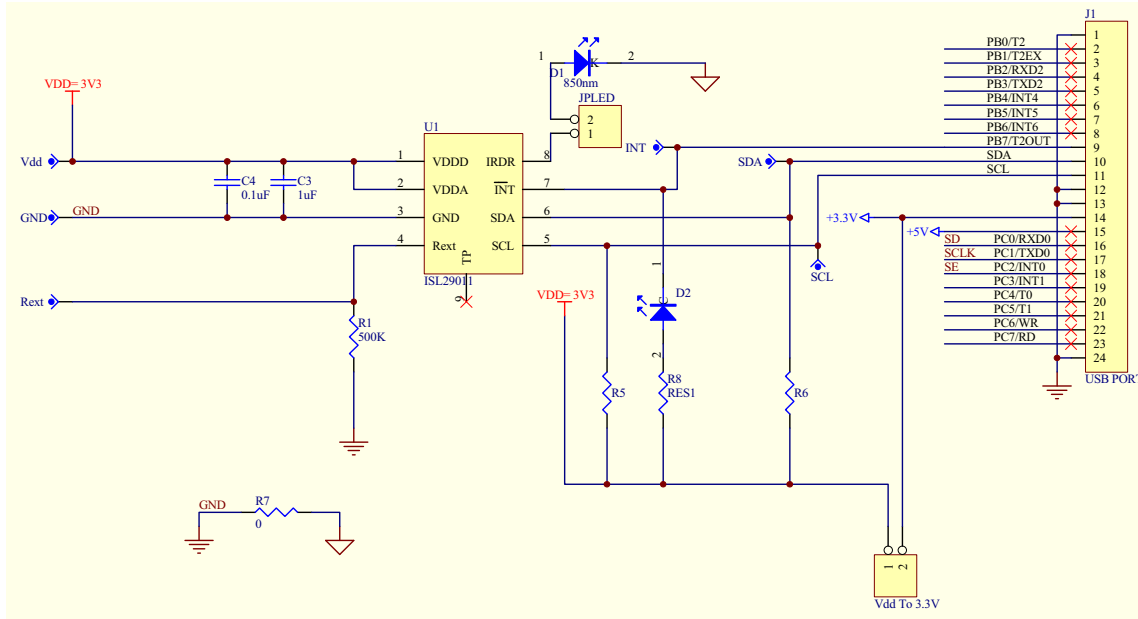 J1
1
PB0/T2 2
PB1/T2EX 3
PB2/RXD2 4
PB3/TXD2 5
PB4/INT4 6
PB5/INT5 7
PB6/INT6 8
PB7/T2OUT 9
SDA 10
SCL 11
12
13
+3.3V 14
+5V 15
SD PC0/RXD0 16
SCLK PC1/TXD0 17
SE PC2/INT0 18
PC3/INT1 19
PC4/T0 20
PC5/T1 21
PC6/WR 22
PC7/RD 23
24
USB PORT
1 2
D1 K
850nm
JPLED
2
1
VDD= 3V3
U1
INT
SDA
Vdd 1 VDDD IRDR 8
C4 C3
0.1uF 1uF
2 VDDA INT 7
GND GND 3 GND SDA 6
4 Rext SCL 5
TP
ISL29011
9
SCL
Rext
R1
500K
VDD= 3V3
1
D2
2
R5
R8
RES1
R6
GND R7
0
1 2
Vdd To 3.3V